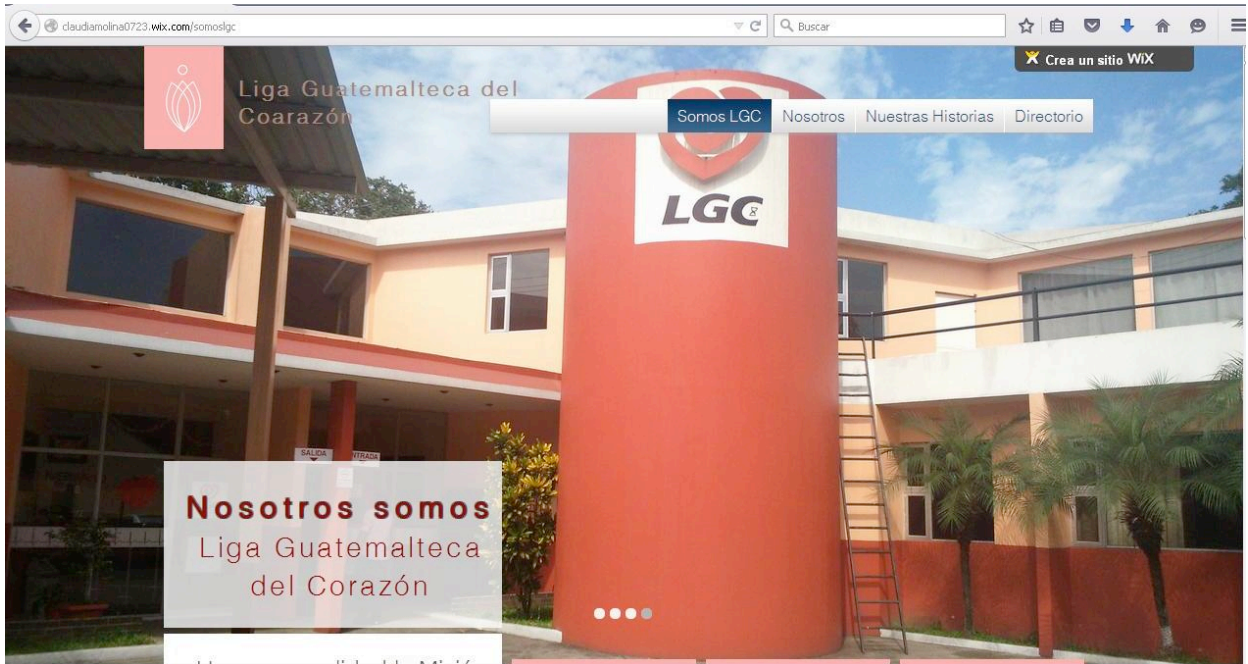 claudiamolina0723.wix.com/somoslgc
Buscar
Crea un sitio WiX
Liga Guatemalteca del
Coarazón
Somos LGC Nosotros Nuestras Historias Directorio
LGC
SALIDA
ENTRADA
Nosotros somos
Liga Guatemalteca
del Corazón